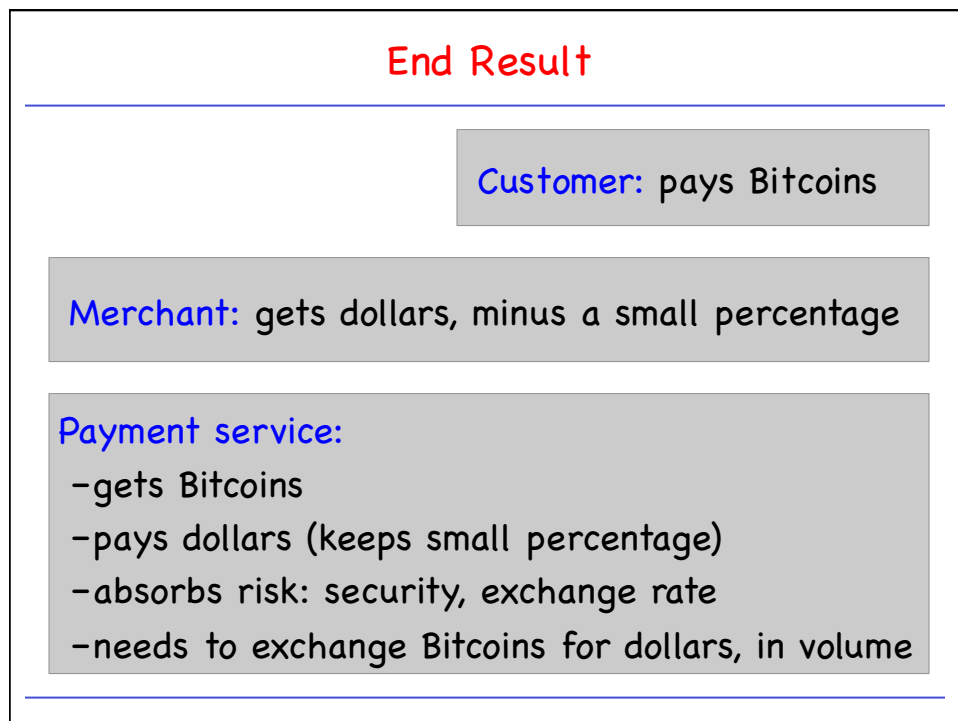 End Result
Customer: pays Bitcoins
Merchant: gets dollars, minus a small percentage
Payment service:
–gets Bitcoins
–pays dollars (keeps small percentage)
–absorbs risk: security, exchange rate
–needs to exchange Bitcoins for dollars, in volume